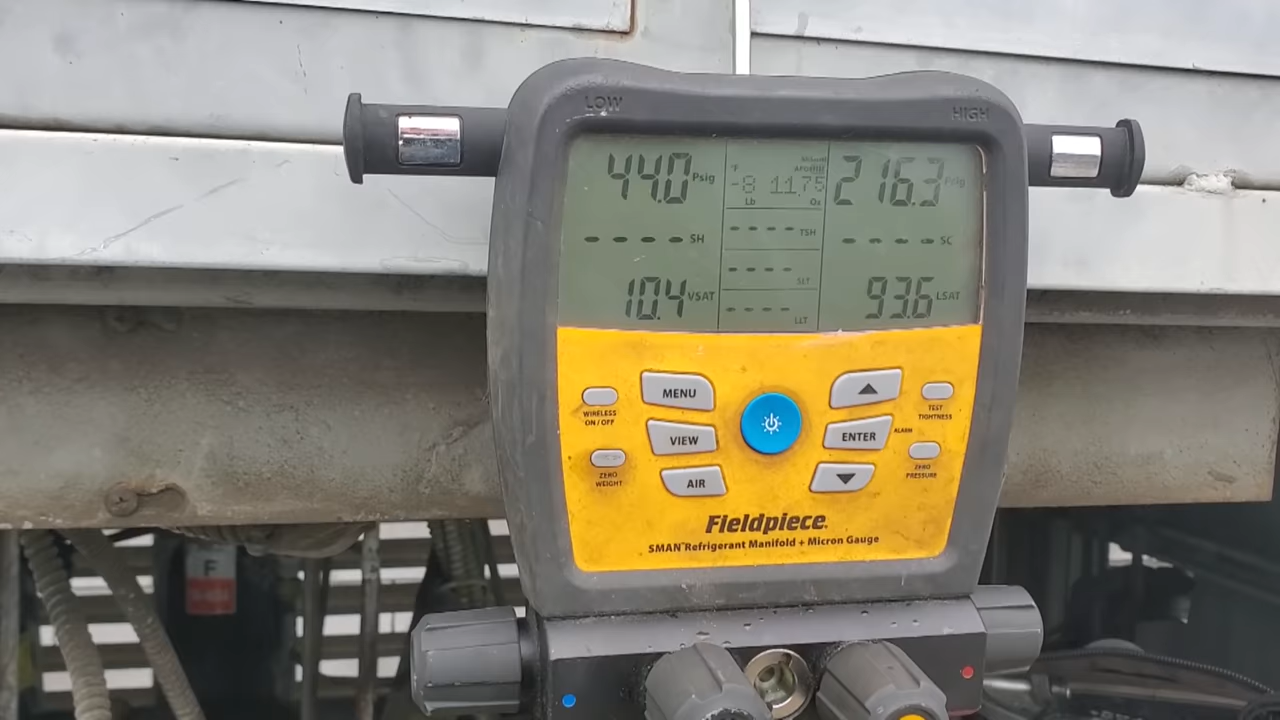 LOW
HIGH
44.0 Psig
°F
-8 11.75
Lb Oz
216.3 Psig
- - - - SH
- - - - TSH
- - - - SC
- - - - SLT
10.4 VSAT
- - - - LLT
93.6 LSAT
MENU
VIEW
AIR
ENTER
WIRELESS
ON / OFF
ZERO
WEIGHT
TEST
TIGHTNESS
ALARM
ZERO
PRESSURE
Fieldpiece
SMAN™ Refrigerant Manifold + Micron Gauge
F